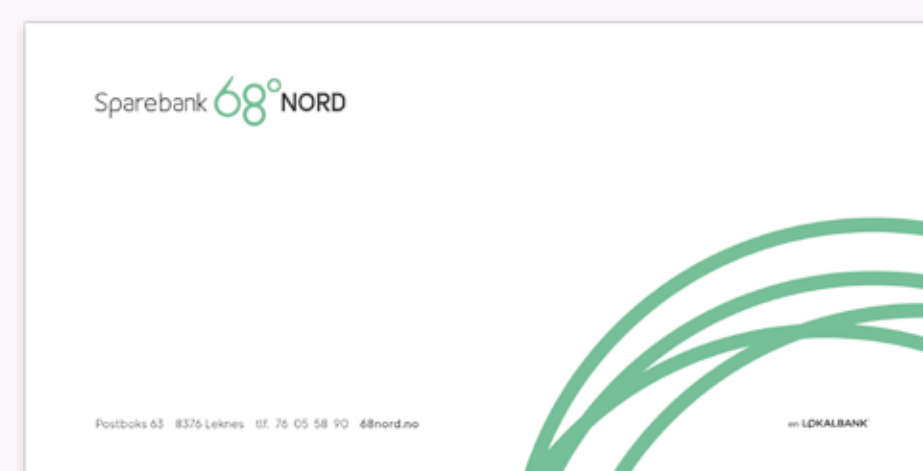 Sparebank 68° NORD
Postboks 63 8376 Leknes tlf. 76 05 58 90 68nord.no
en LOKALBANK